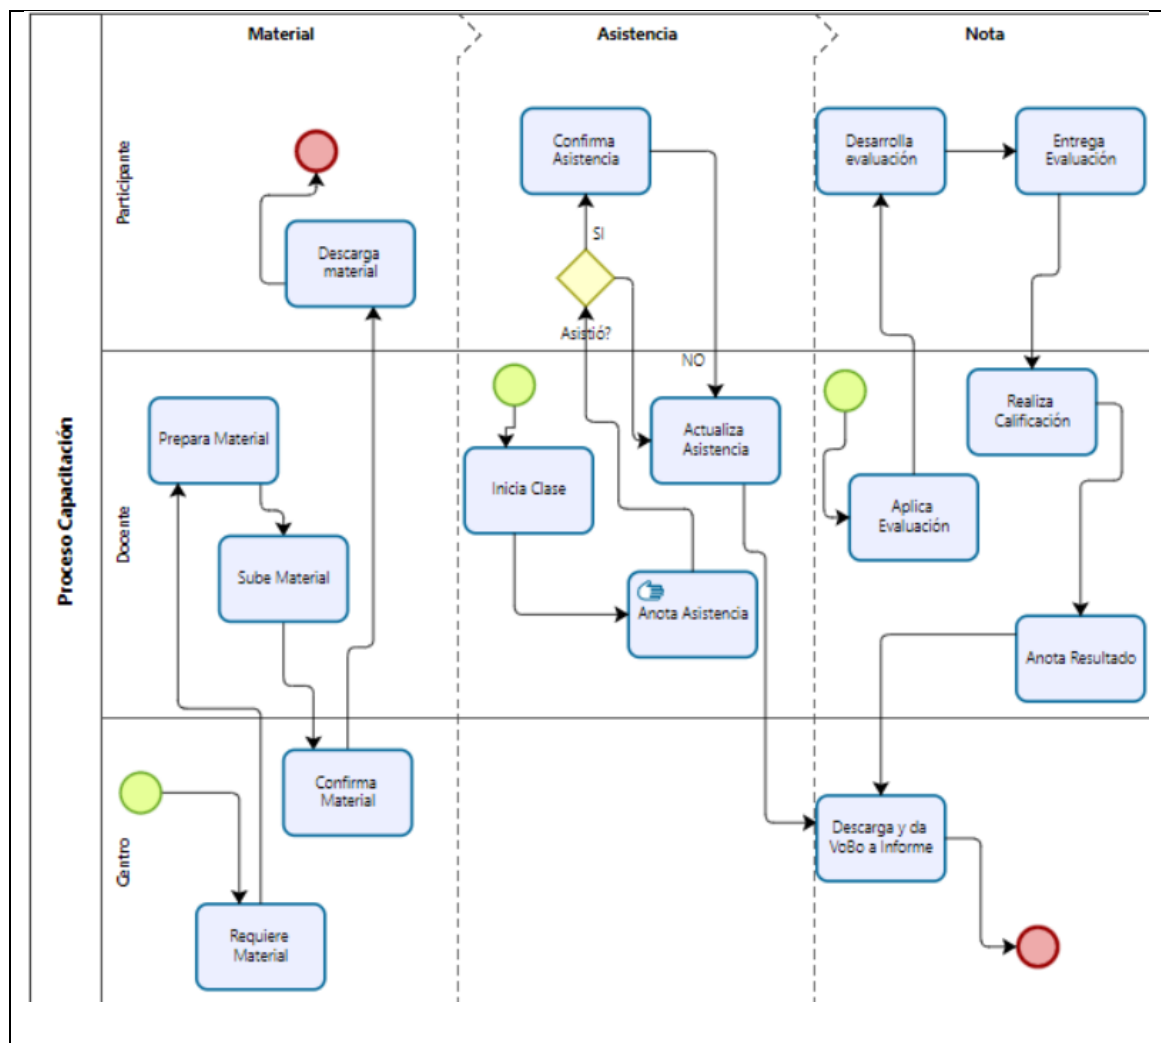 Material
Asistencia
Nota
Proceso Capacitación
Participante
Docente
Centro
Descarga
material
Confirma
Asistencia
SI
Asistió?
NO
Desarrolla
evaluación
Entrega
Evaluación
Prepara Material
Sube Material
Inicia Clase
Actualiza
Asistencia
Anota Asistencia
Realiza
Calificación
Aplica
Evaluación
Anota Resultado
Confirma
Material
Requiere
Material
Descarga y da
VoBo a Informe